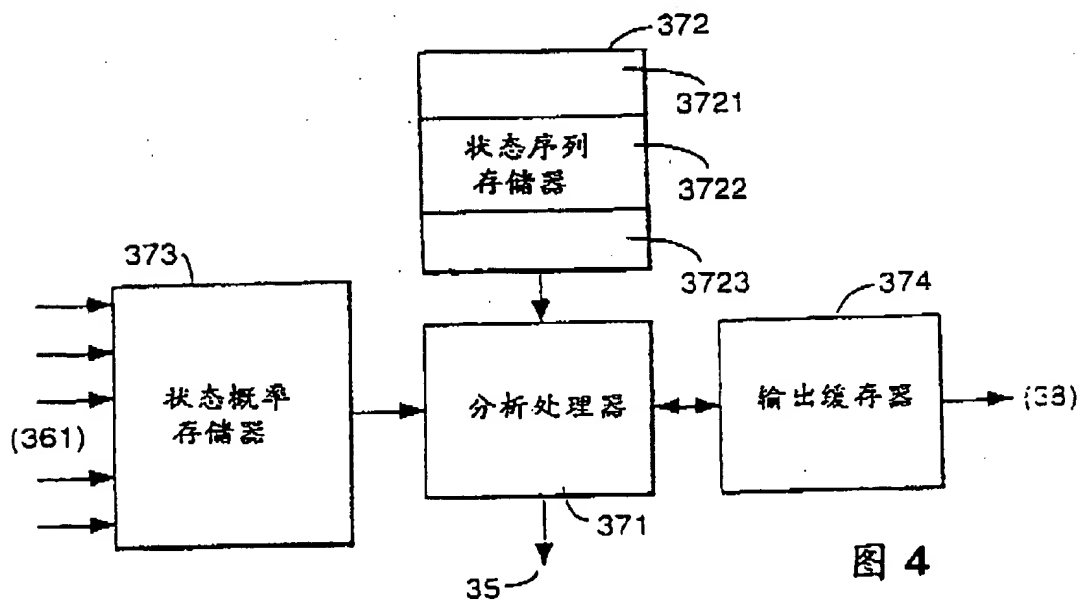 372
3721
状态序列
存储器
3722
3723
373
374
状态概率
存储器
分析处理器
输出缓存器
(38)
(361)
371
35
图 4